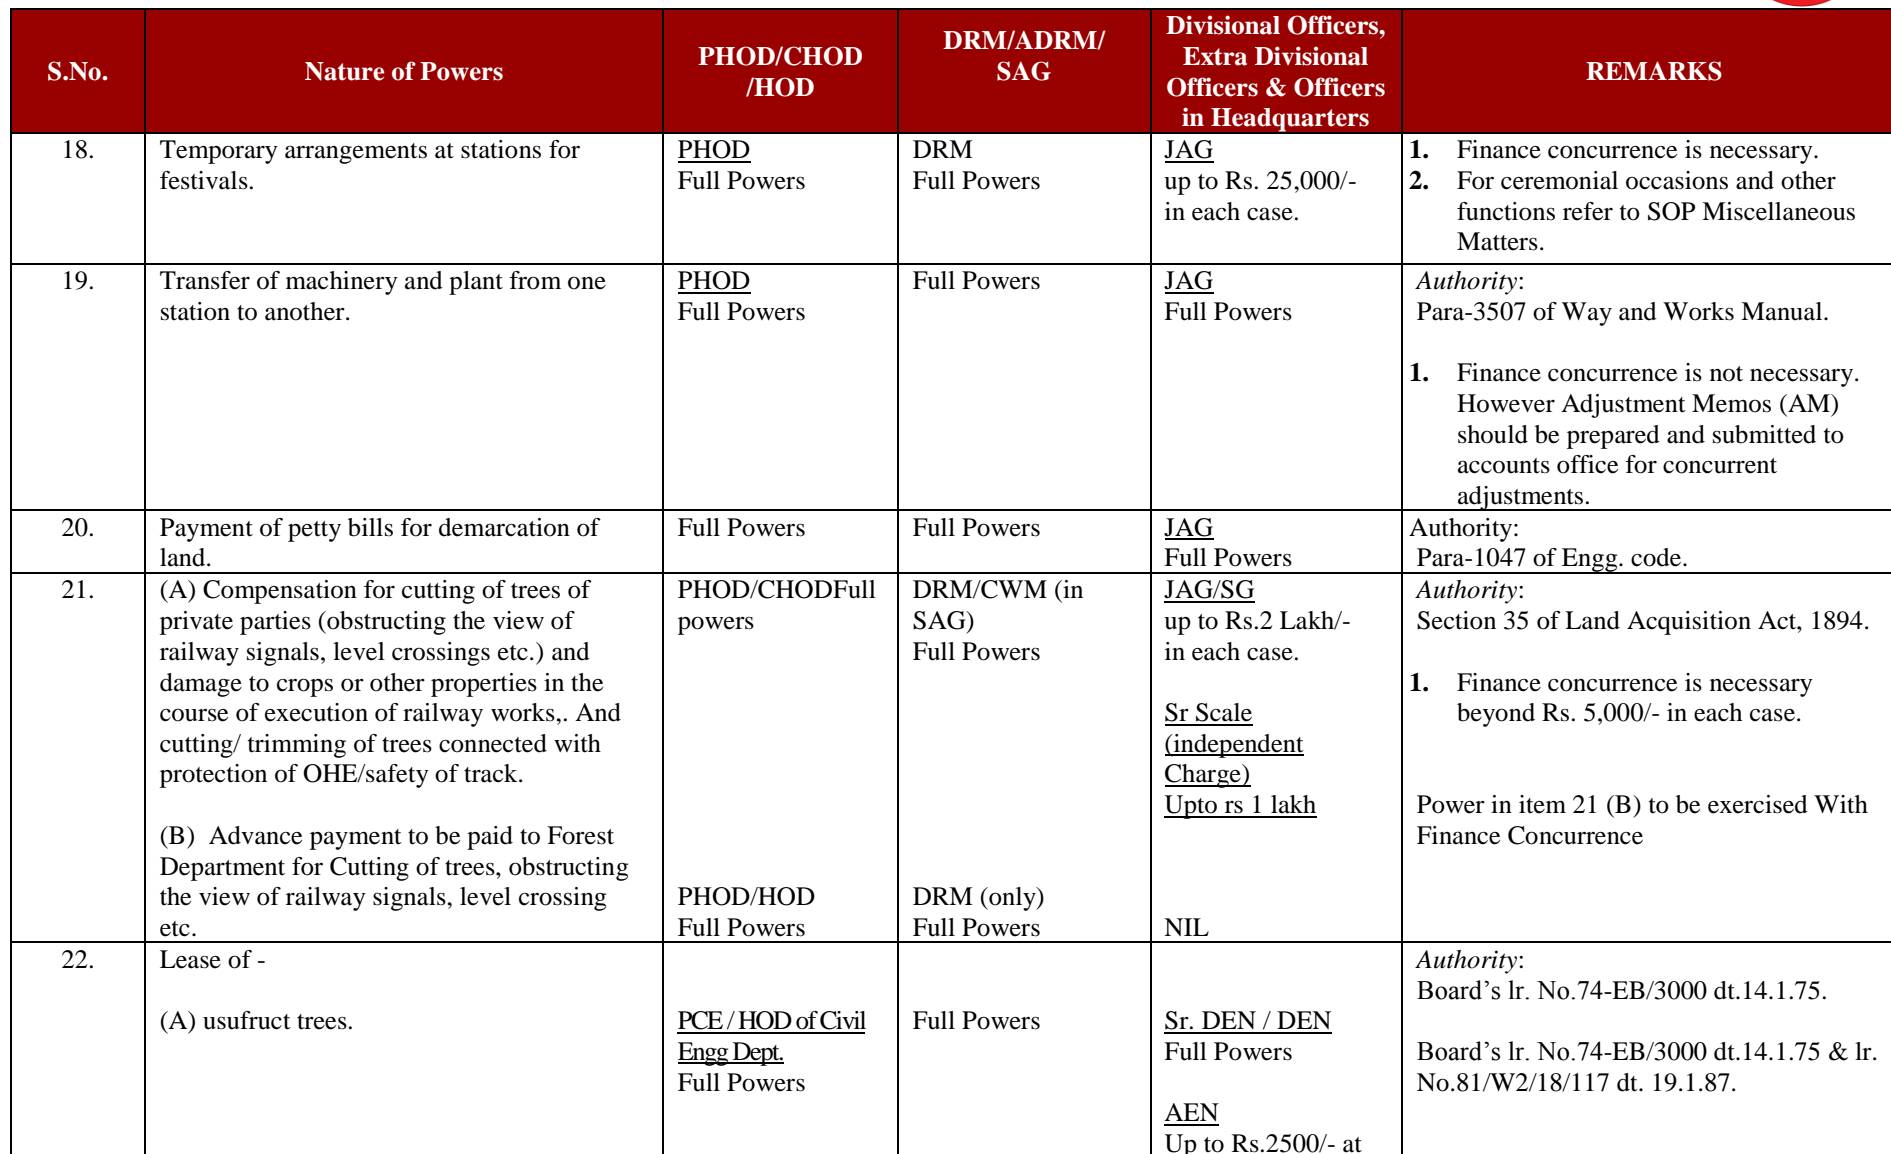 S.No.
Nature of Powers
PHOD/CHOD
/HOD
DRM/ADRM/
SAG
Divisional Officers,
Extra Divisional
Officers & Officers
in Headquarters
REMARKS
18.
Temporary arrangements at stations for
festivals.
PHOD
Full Powers
DRM
Full Powers
JAG
up to Rs. 25,000/-
in each case.
1. Finance concurrence is necessary.
2. For ceremonial occasions and other
functions refer to SOP Miscellaneous
Matters.
19.
Transfer of machinery and plant from one
station to another.
PHOD
Full Powers
Full Powers
JAG
Full Powers
Authority:
Para-3507 of Way and Works Manual.
1. Finance concurrence is not necessary.
However Adjustment Memos (AM)
should be prepared and submitted to
accounts office for concurrent
adjustments.
20.
Payment of petty bills for demarcation of
land.
Full Powers
Full Powers
JAG
Full Powers
Authority:
Para-1047 of Engg. code.
21.
(A) Compensation for cutting of trees of
private parties (obstructing the view of
railway signals, level crossings etc.) and
damage to crops or other properties in the
course of execution of railway works,. And
cutting/ trimming of trees connected with
protection of OHE/safety of track.
(B) Advance payment to be paid to Forest
Department for Cutting of trees, obstructing
the view of railway signals, level crossing
etc.
PHOD/CHODFull
powers
PHOD/HOD
Full Powers
DRM/CWM (in
SAG)
Full Powers
DRM (only)
Full Powers
JAG/SG
up to Rs.2 Lakh/-
in each case.
Sr Scale
(independent
Charge)
Upto rs 1 lakh
NIL
Authority:
Section 35 of Land Acquisition Act, 1894.
1. Finance concurrence is necessary
beyond Rs. 5,000/- in each case.
Power in item 21 (B) to be exercised With
Finance Concurrence
22.
Lease of -
(A) usufruct trees.
PCE / HOD of Civil
Engg Dept.
Full Powers
Full Powers
Sr. DEN / DEN
Full Powers
AEN
Up to Rs.2500/- at
Authority:
Board's lr. No.74-EB/3000 dt.14.1.75.
Board's lr. No.74-EB/3000 dt.14.1.75 & lr.
No.81/W2/18/117 dt. 19.1.87.